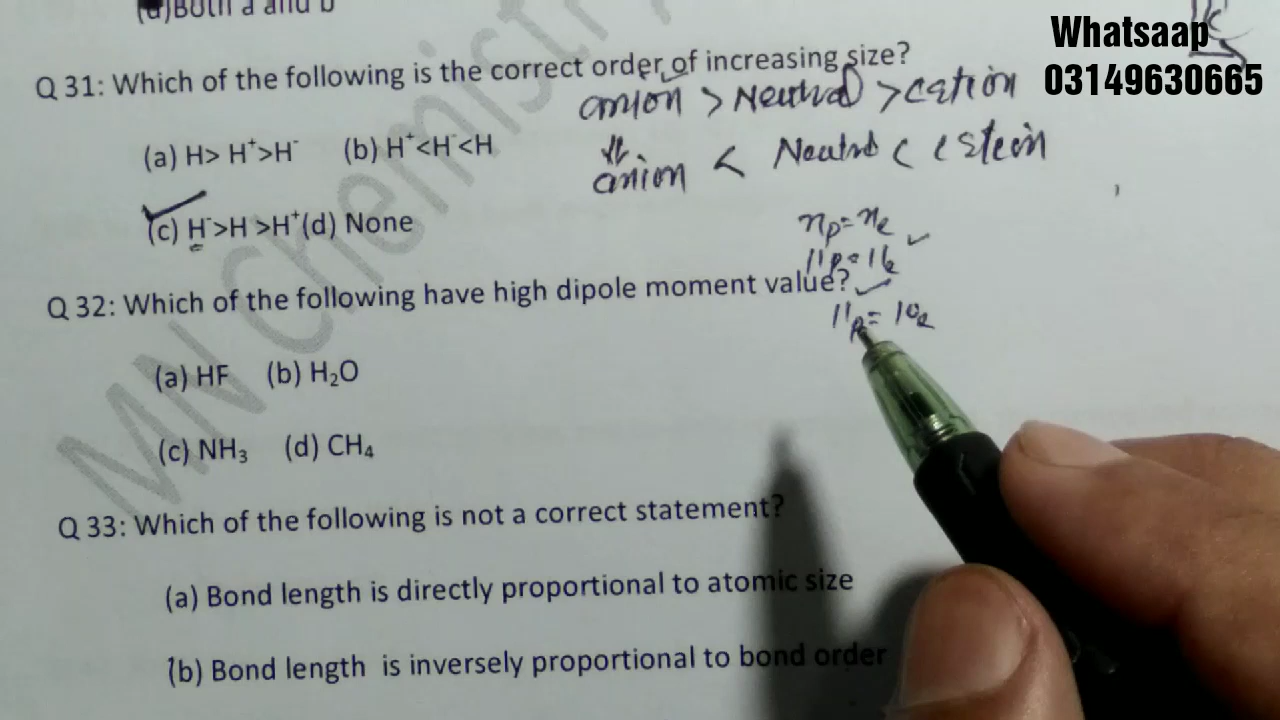 (d)Both a and b
Whatsaap
03149630665
Q 31: Which of the following is the correct order of increasing size?
anion > Neutral > cation
(a) H> H⁺>H⁻ (b) H⁺<H⁻<H
anion < Neutral <
(c) H⁻>H >H⁺(d) None
np=ne
11p=11e
Q 32: Which of the following have high dipole moment value?
11p=10e
(a) HF (b) H₂O
(c) NH₃ (d) CH₄
MN Chemistry
Q 33: Which of the following is not a correct statement?
(a) Bond length is directly proportional to atomic size
(b) Bond length is inversely proportional to bond order